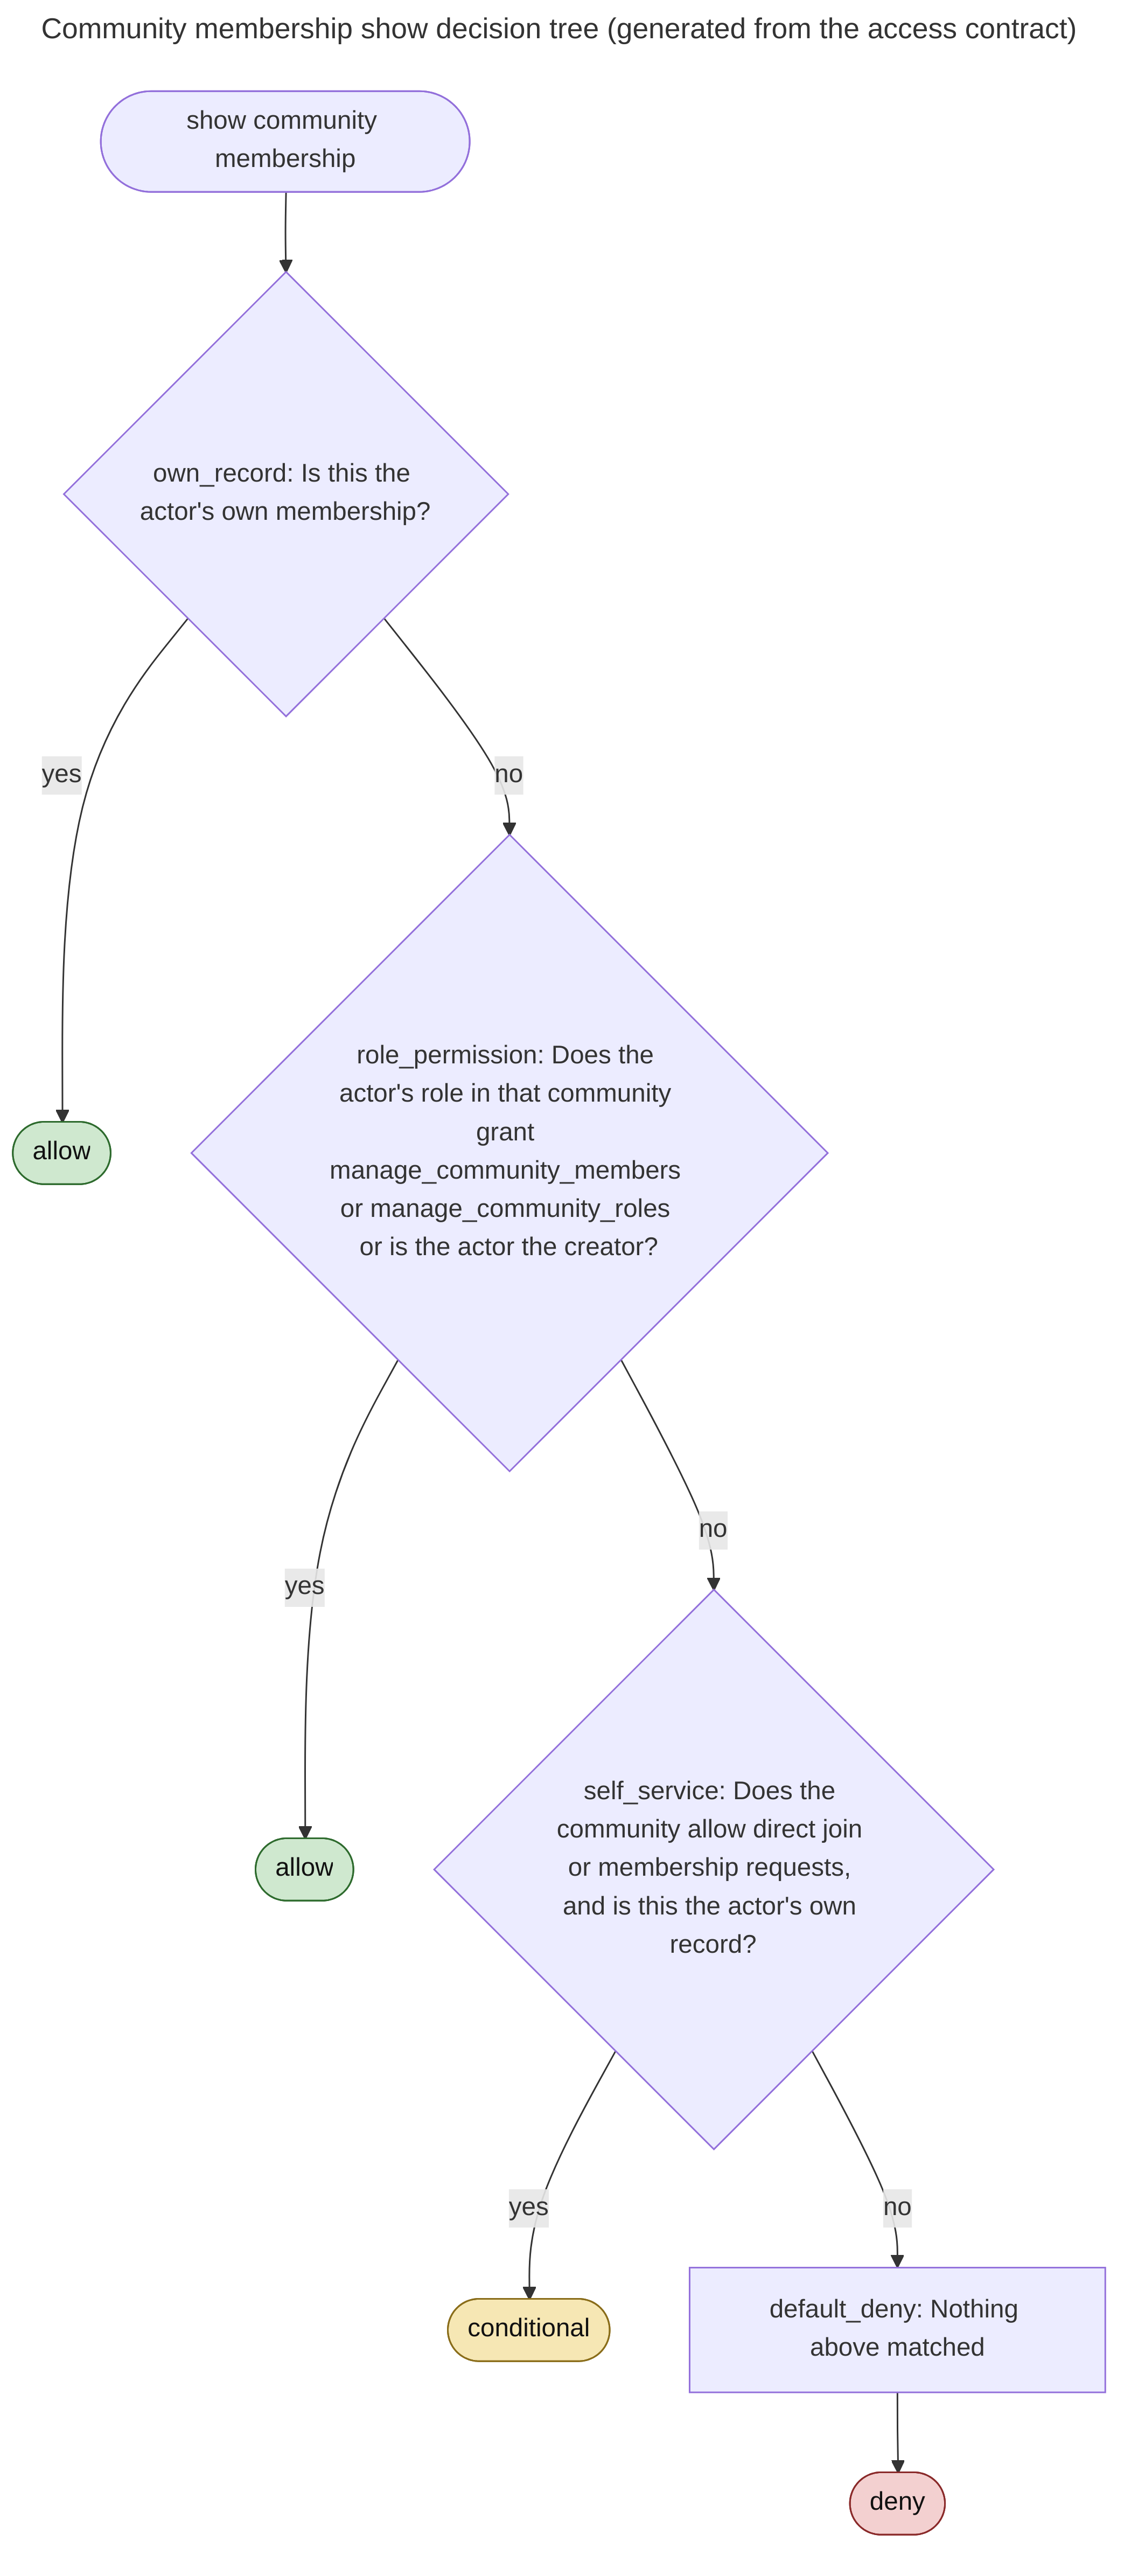 Community membership show decision tree (generated from the access contract)
show community
membership
own_record: Is this the
actor's own membership?
yes
no
role_permission: Does the
actor's role in that community
grant
manage_community_members
or manage_community_roles
or is the actor the creator?
allow
yes
no
self_service: Does the
community allow direct join
or membership requests,
and is this the actor's own
record?
allow
yes
no
default_deny: Nothing
above matched
conditional
deny